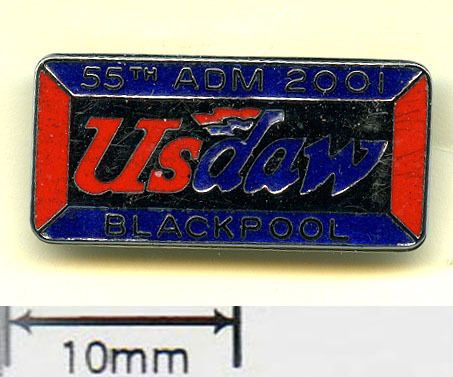 55TH ADM 2001
Usdaw
BLACKPOOL
10mm